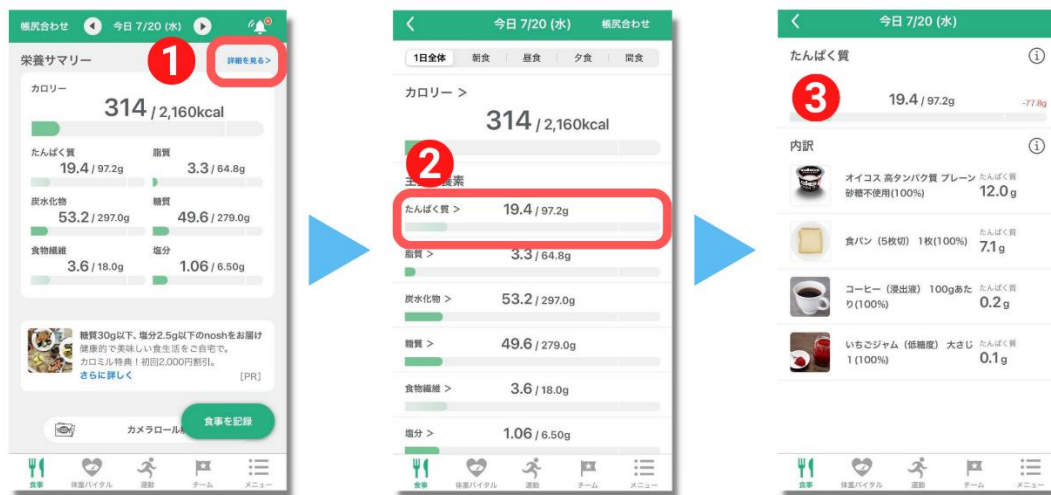 帳尻合わせ 今日 7/20 (水)
栄養サマリー 1 詳細を見る>
カロリー
314 / 2,160kcal
たんぱく質 脂質
19.4 / 97.2g 3.3 / 64.8g
炭水化物 糖質
53.2 / 297.0g 49.6 / 279.0g
食物繊維 塩分
3.6 / 18.0g 1.06 / 6.50g
糖質30g以下、塩分2.5g以下のnoshをお届け
健康的で美味しい食生活をご自宅で。
カロミル特典!初回2,000円割引。
さらに詳しく [PR]
カメラロール
食事を記録
食事 体重バイタル 運動 チーム メニュー
今日 7/20 (水) 帳尻合わせ
1日全体 朝食 昼食 夕食 間食
カロリー >
314 / 2,160kcal
2
素
たんぱく質 > 19.4 / 97.2g
脂質 > 3.3 / 64.8g
炭水化物 > 53.2 / 297.0g
糖質 > 49.6 / 279.0g
食物繊維 > 3.6 / 18.0g
塩分 > 1.06 / 6.50g
食事 体重バイタル 運動 チーム メニュー
今日 7/20 (水)
たんぱく質
3 19.4 / 97.2g -77.8g
内訳
オイコス 高タンパク質 プレーン たんぱく質
砂糖不使用(100%) 12.0 g
たんぱく質
食パン(5枚切) 1枚(100%) 7.1 g
コーヒー(浸出液) 100gあた たんぱく質
り(100%) 0.2 g
いちごジャム(低糖度) 大さじ たんぱく質
1 (100%) 0.1 g
食事 体重バイタル 運動 チーム メニュー